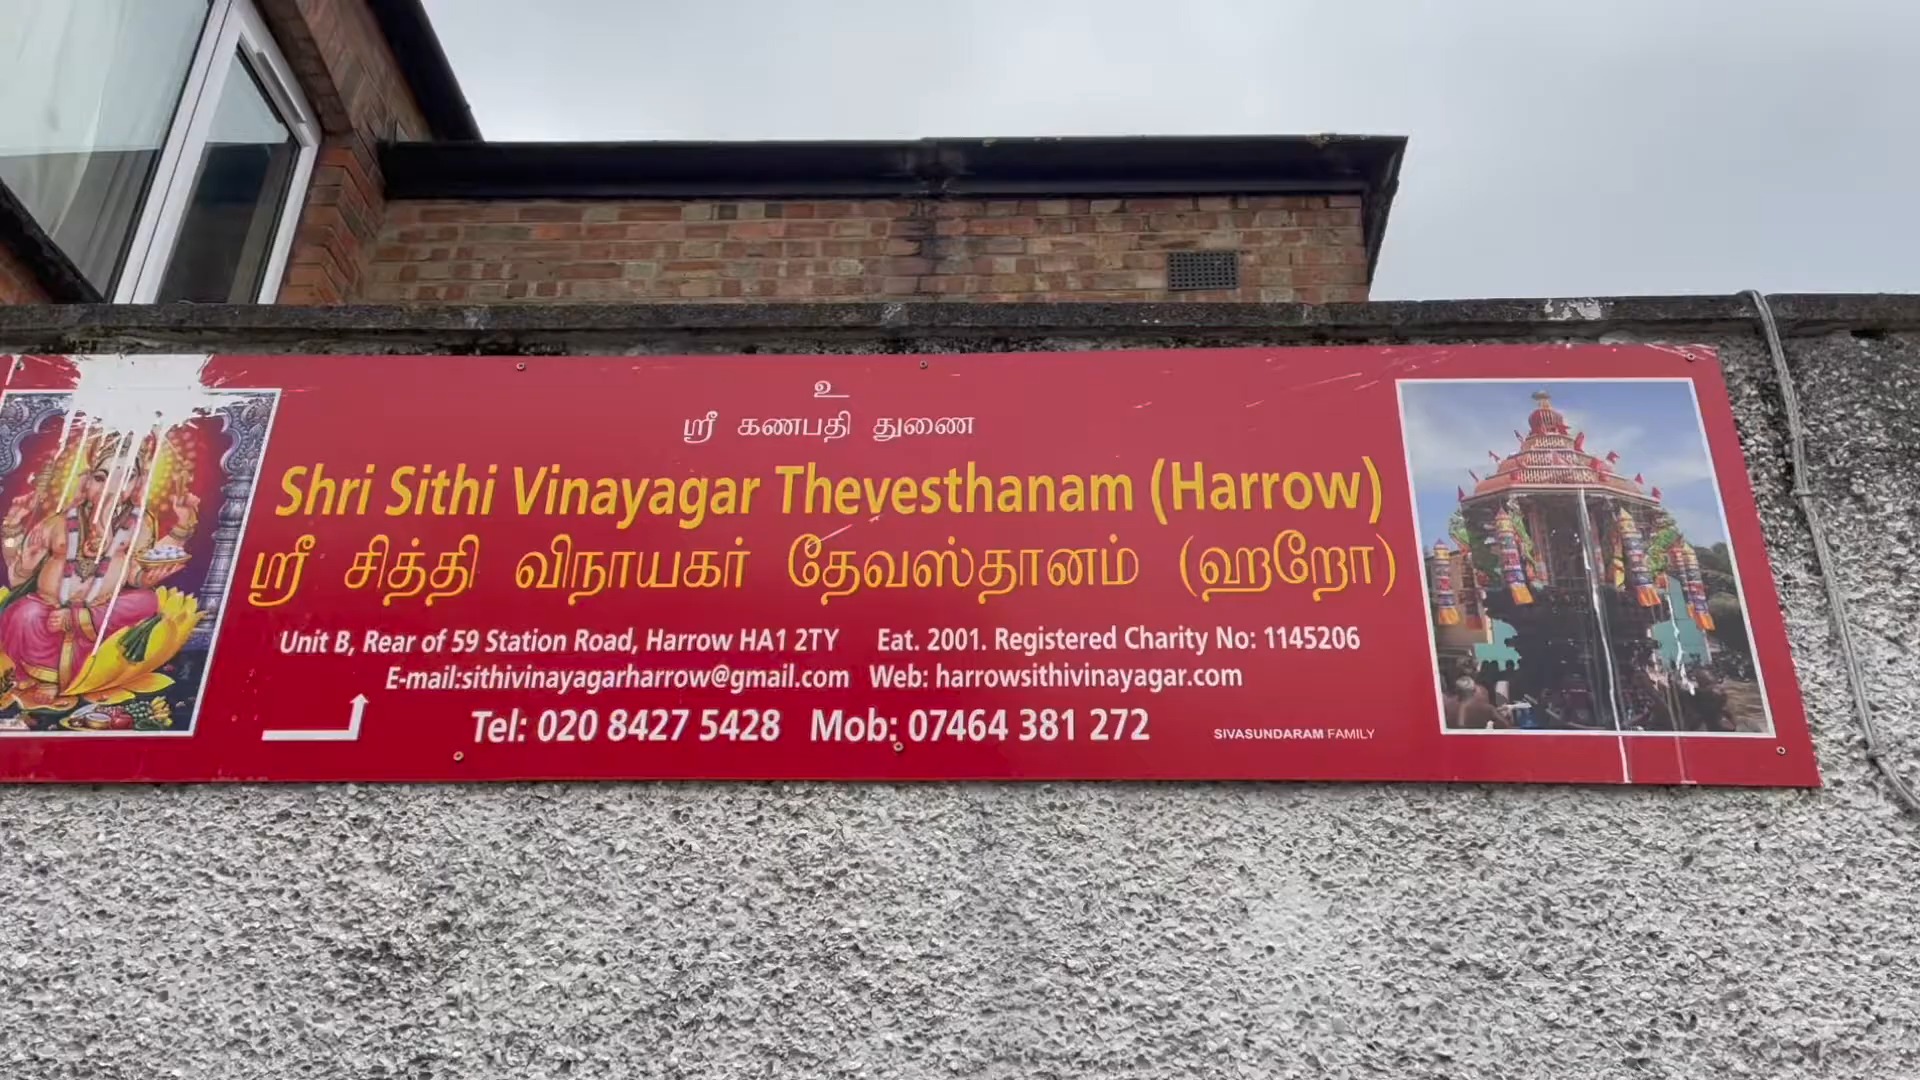 உ
ஸ்ரீ கணபதி துணை
Shri Sithi Vinayagar Thevesthanam (Harrow)
ஸ்ரீ சித்தி விநாயகர் தேவஸ்தானம் (ஹறோ)
Unit B, Rear of 59 Station Road, Harrow HA1 2TY Eat. 2001. Registered Charity No: 1145206
E-mail:sithivinayagarharrow@gmail.com Web: harrowsithivinayagar.com
Tel: 020 8427 5428 Mob: 07464 381 272
SIVASUNDARAM FAMILY